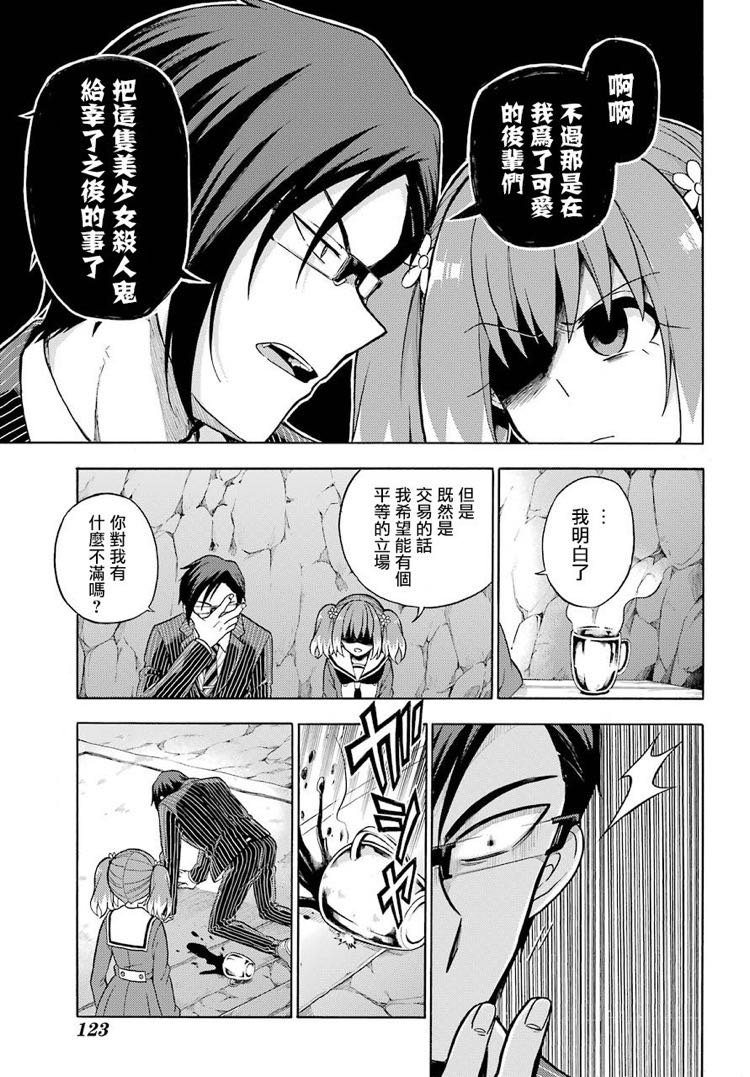 啊啊
不過那是在
我為了可愛
的後輩們
把這隻美少女殺人鬼
給宰了之後的事了
…
我明白了
但是
既然是
交易的話
我希望能有個
平等的立場
你對我有
什麼不滿嗎？
ガシャ
123